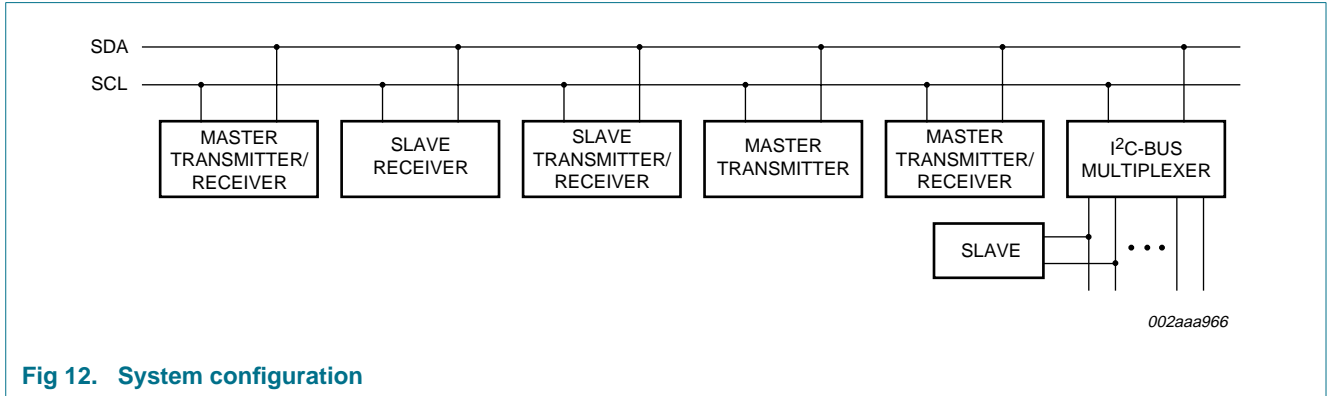 SDA
SCL
MASTER
TRANSMITTER/
RECEIVER
SLAVE
RECEIVER
SLAVE
TRANSMITTER/
RECEIVER
MASTER
TRANSMITTER
MASTER
TRANSMITTER/
RECEIVER
I²C-BUS
MULTIPLEXER
SLAVE
002aaa966
Fig 12. System configuration